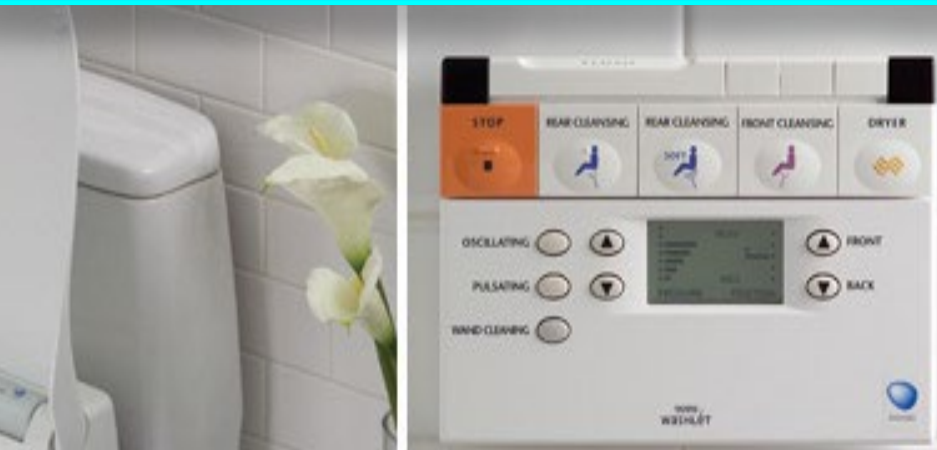 STOP
REAR CLEANSING
REAR CLEANSING
FRONT CLEANSING
DRYER
SOFT
OSCILLATING
FRONT
PULSATING
BACK
WAND CLEANING
WASHLET